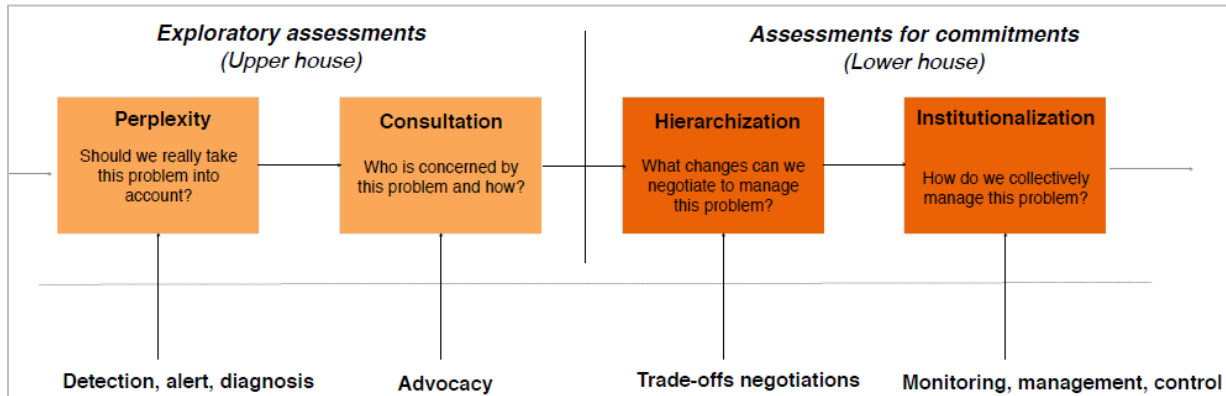 Exploratory assessments
(Upper house)
Assessments for commitments
(Lower house)
Perplexity
Should we really take
this problem into
account?
Consultation
Who is concerned by
this problem and how?
Hierarchization
What changes can we
negotiate to manage
this problem?
Institutionalization
How do we collectively
manage this problem?
Detection, alert, diagnosis
Advocacy
Trade-offs negotiations
Monitoring, management, control